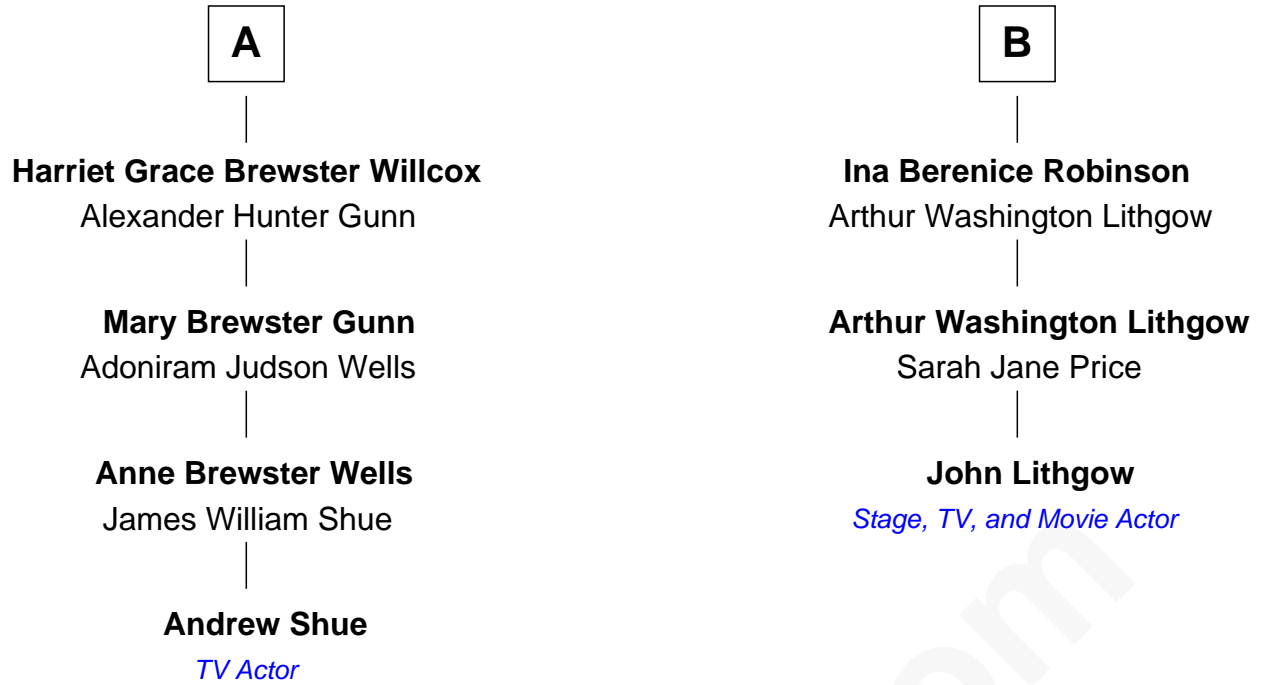 A
Harriet Grace Brewster Willcox
Alexander Hunter Gunn
Mary Brewster Gunn
Adoniram Judson Wells
Anne Brewster Wells
James William Shue
Andrew Shue
TV Actor
B
Ina Berenice Robinson
Arthur Washington Lithgow
Arthur Washington Lithgow
Sarah Jane Price
John Lithgow
Stage, TV, and Movie Actor
om